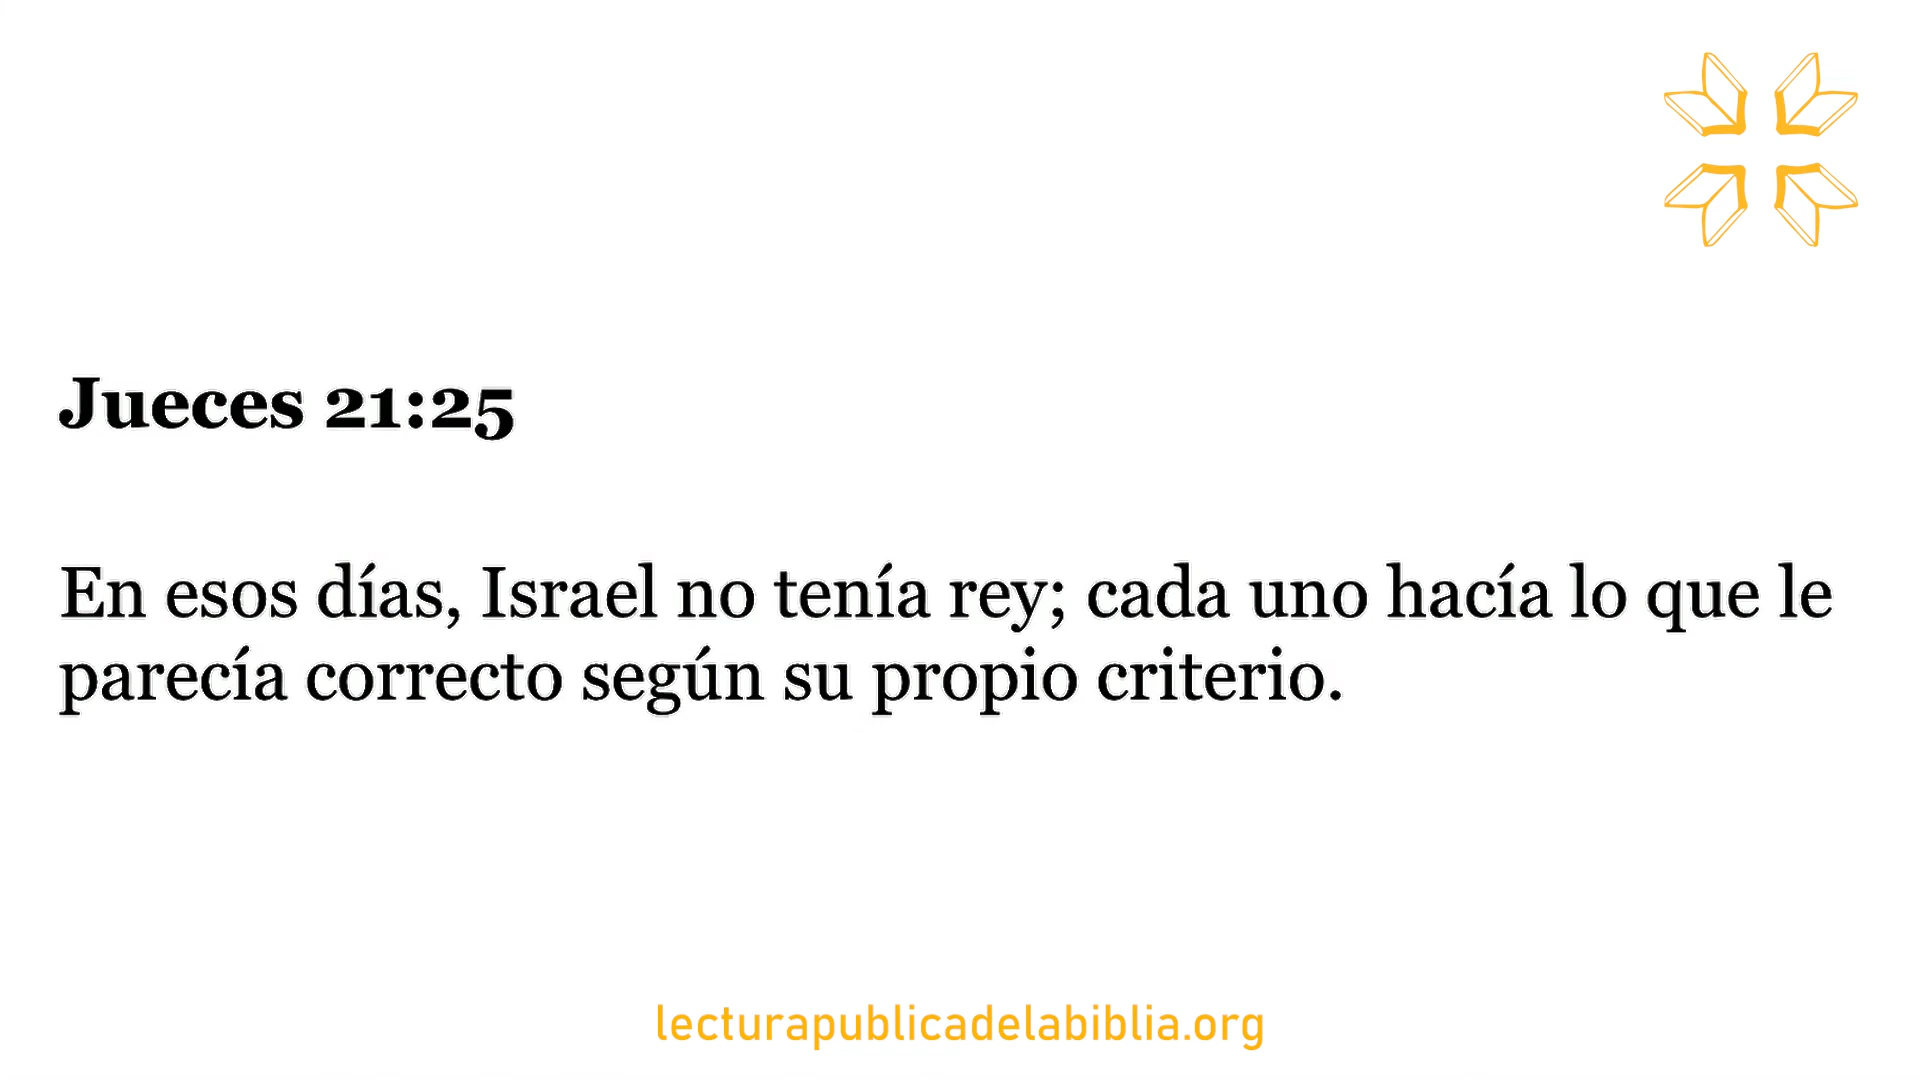 Jueces 21:25
En esos días, Israel no tenía rey; cada uno hacía lo que le
parecía correcto según su propio criterio.
lecturapublicadelabiblia.org